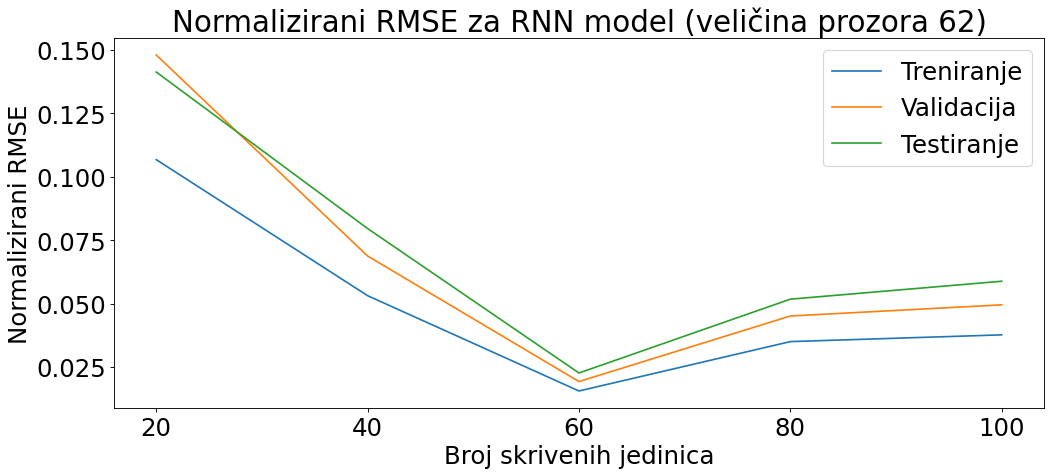 Normalizirani RMSE za RNN model (veličina prozora 62)
Normalizirani RMSE
0.150
0.125
0.100
0.075
0.050
0.025
Treniranje
Validacija
Testiranje
20 40 60 80 100
Broj skrivenih jedinica